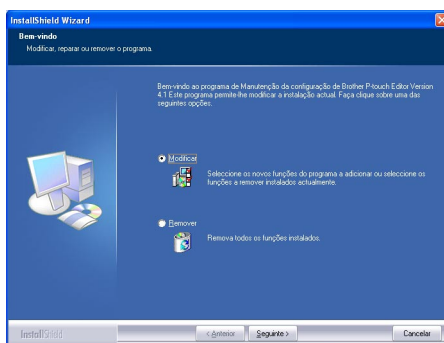 InstallShield Wizard
Bem-vindo
Modificar, reparar ou remover o programa.
Bem-vindo ao programa de Manutenção da configuração de Brother P-touch Editor Version
4.1 Este programa permite-lhe modificar a instalação actual. Faça clique sobre uma das
seguintes opções.
Modificar
Seleccione os novos funções do programa a adicionar ou seleccione os
funções a remover instalados actualmente.
Remover
Remova todos os funções instalados.
InstallShield
< Anterior
Seguinte >
Cancelar